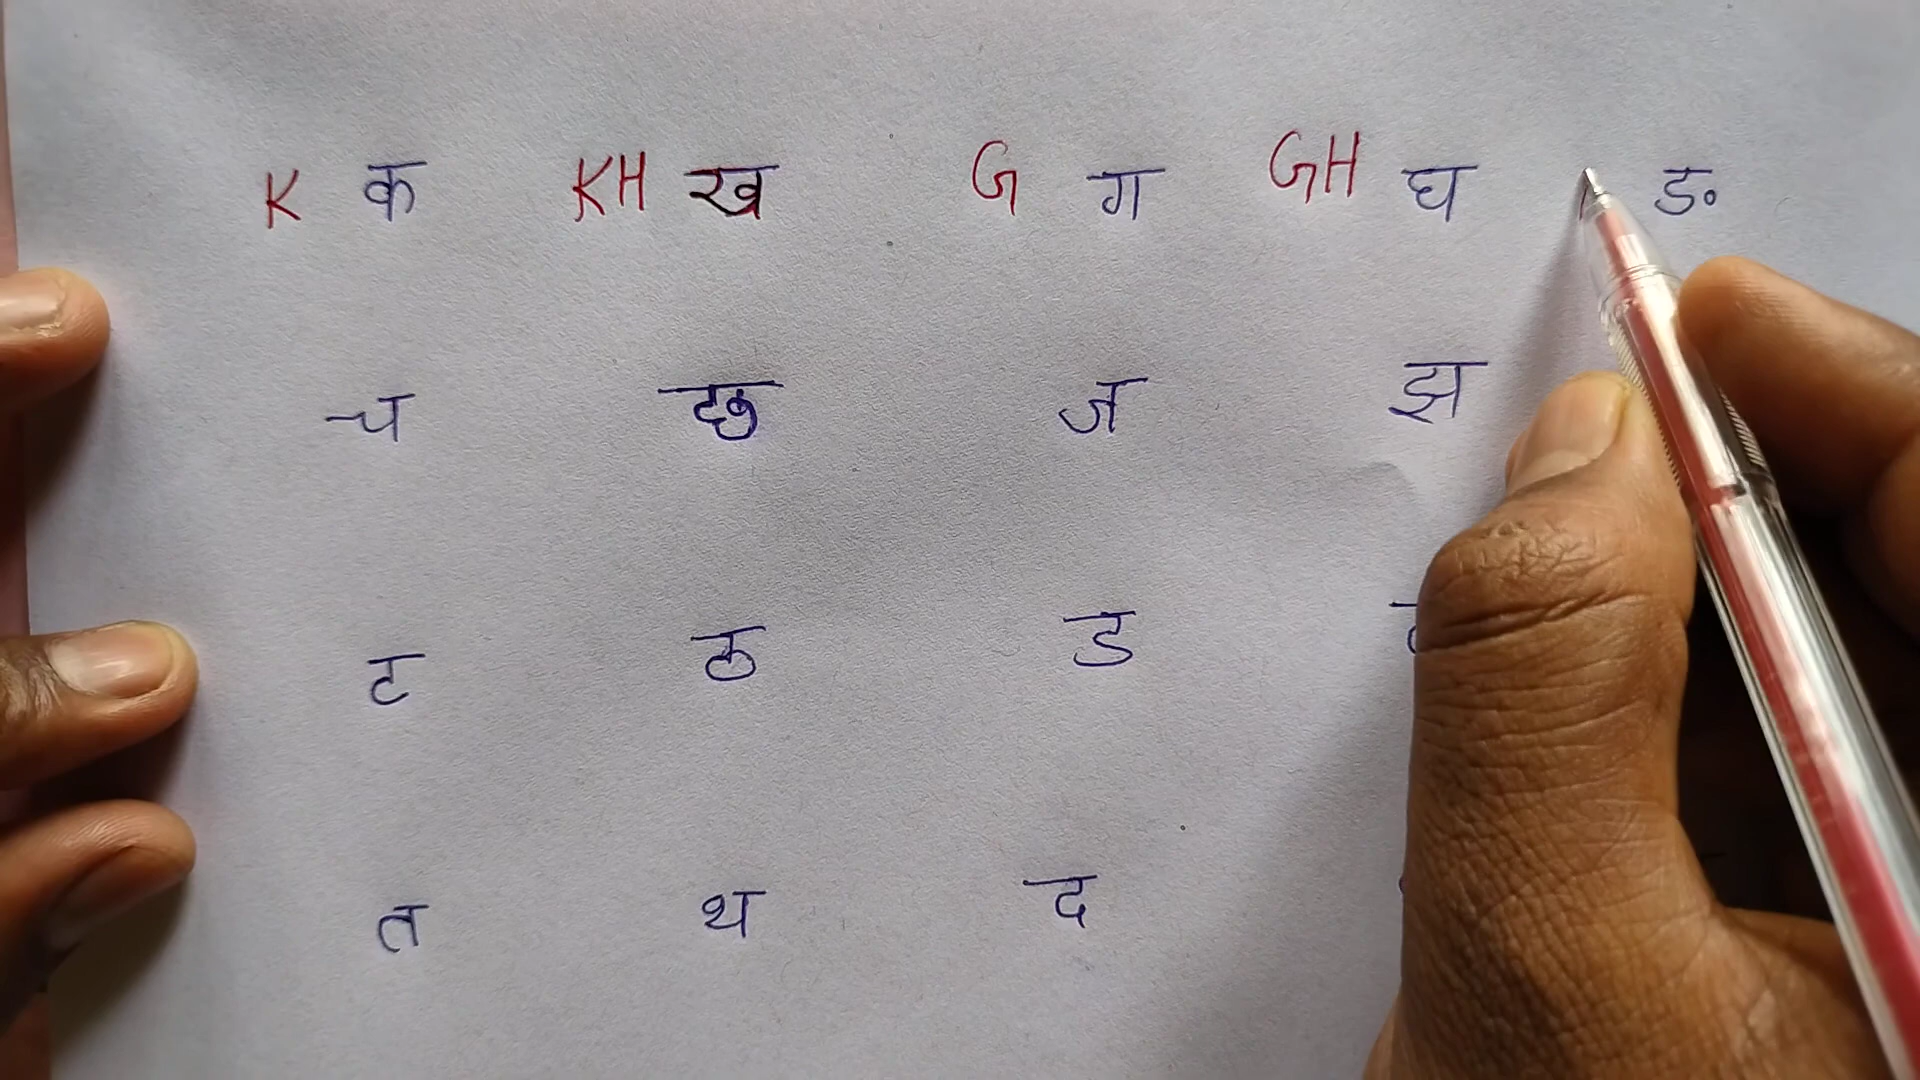 K क KH ख G ग GH घ ङ
च छ ज झ
ट ठ ड
त थ द